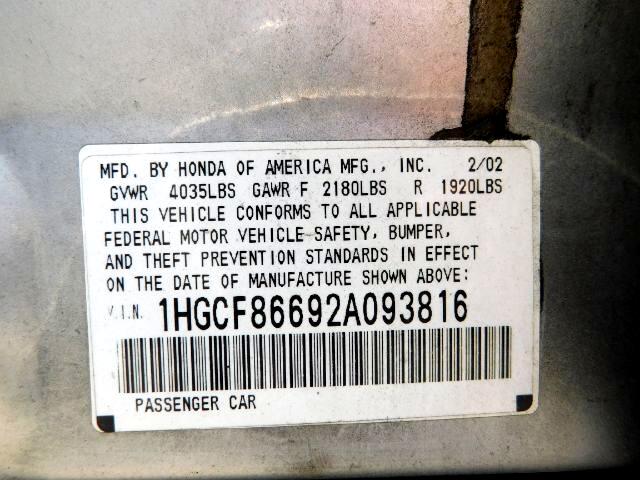 MFD. BY HONDA OF AMERICA MFG., INC. 2/02
GVWR 4035LBS GAWR F 2180LBS R 1920LBS
THIS VEHICLE CONFORMS TO ALL APPLICABLE
FEDERAL MOTOR VEHICLE SAFETY, BUMPER,
AND THEFT PREVENTION STANDARDS IN EFFECT
ON THE DATE OF MANUFACTURE SHOWN ABOVE:
V.I.N. 1HGCF86692A093816
PASSENGER CAR